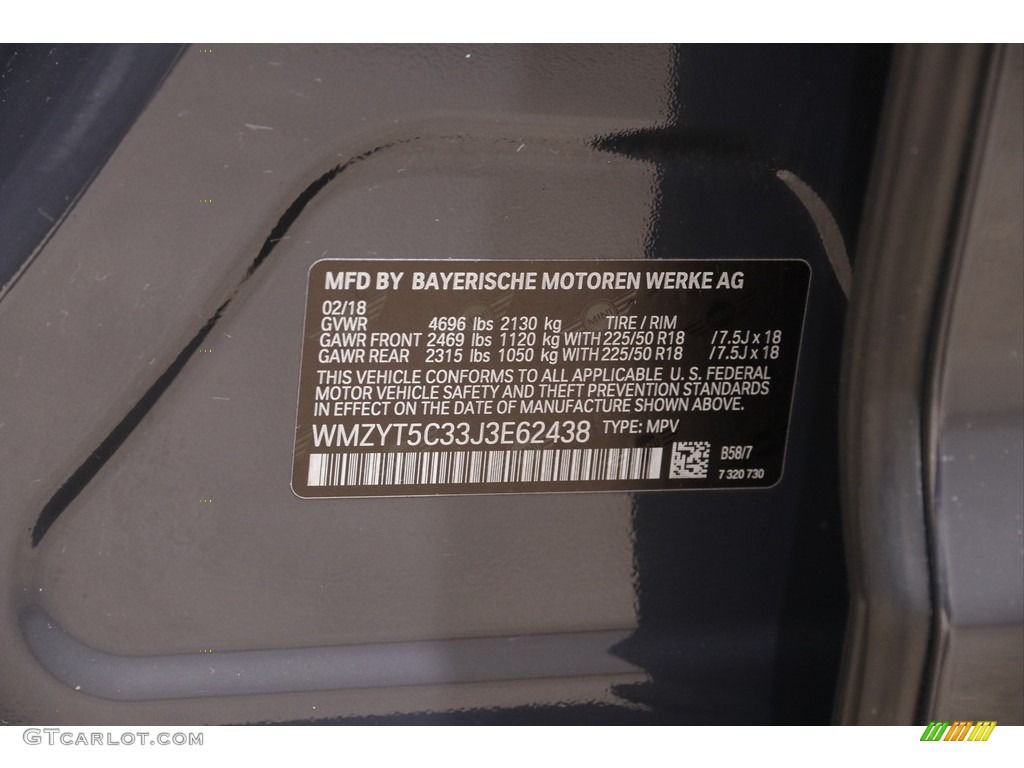 MFD BY BAYERISCHE MOTOREN WERKE AG
02/18
GVWR 4696 lbs 2130 kg TIRE / RIM
GAWR FRONT 2469 lbs 1120 kg WITH 225/50 R18 /7.5J x 18
GAWR REAR 2315 lbs 1050 kg WITH 225/50 R18 /7.5J x 18
THIS VEHICLE CONFORMS TO ALL APPLICABLE U. S. FEDERAL
MOTOR VEHICLE SAFETY AND THEFT PREVENTION STANDARDS
IN EFFECT ON THE DATE OF MANUFACTURE SHOWN ABOVE.
WMZYT5C33J3E62438 TYPE: MPV
B58/7
7 320 730
GTCarlot.com